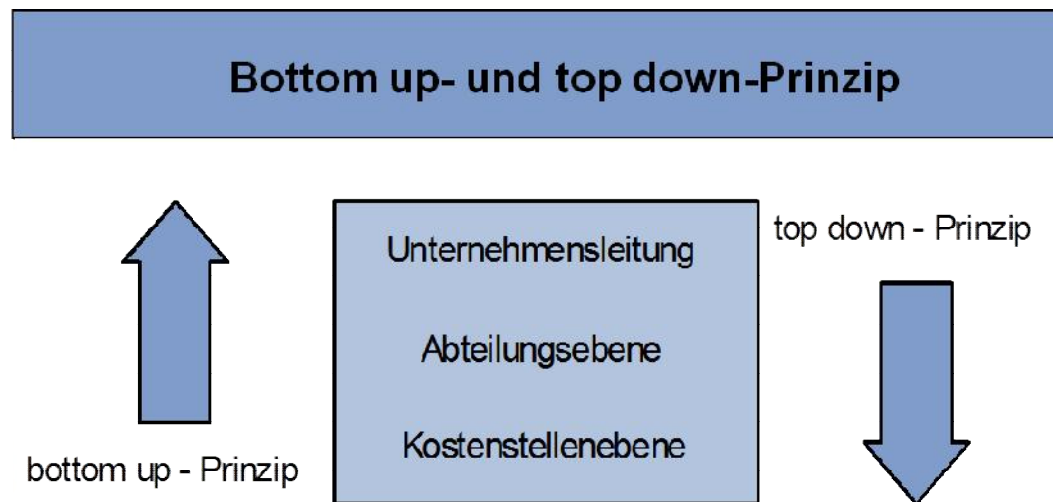 Bottom up- und top down-Prinzip
Unternehmensleitung
top down - Prinzip
Abteilungsebene
Kostenstellenebene
bottom up - Prinzip